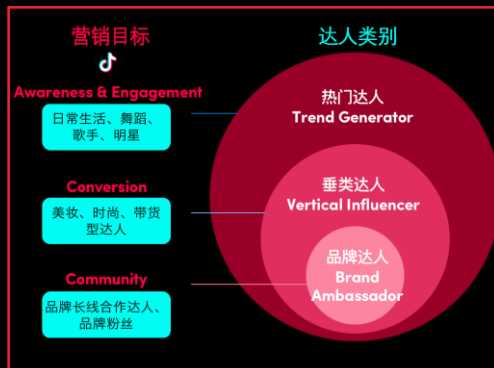 营销目标
Awareness & Engagement
日常生活、舞蹈、
歌手、明星
Conversion
美妆、时尚、带货
型达人
Community
品牌长线合作达人、
品牌粉丝
达人类别
热门达人
Trend Generator
垂类达人
Vertical Influencer
品牌达人
Brand
Ambassador